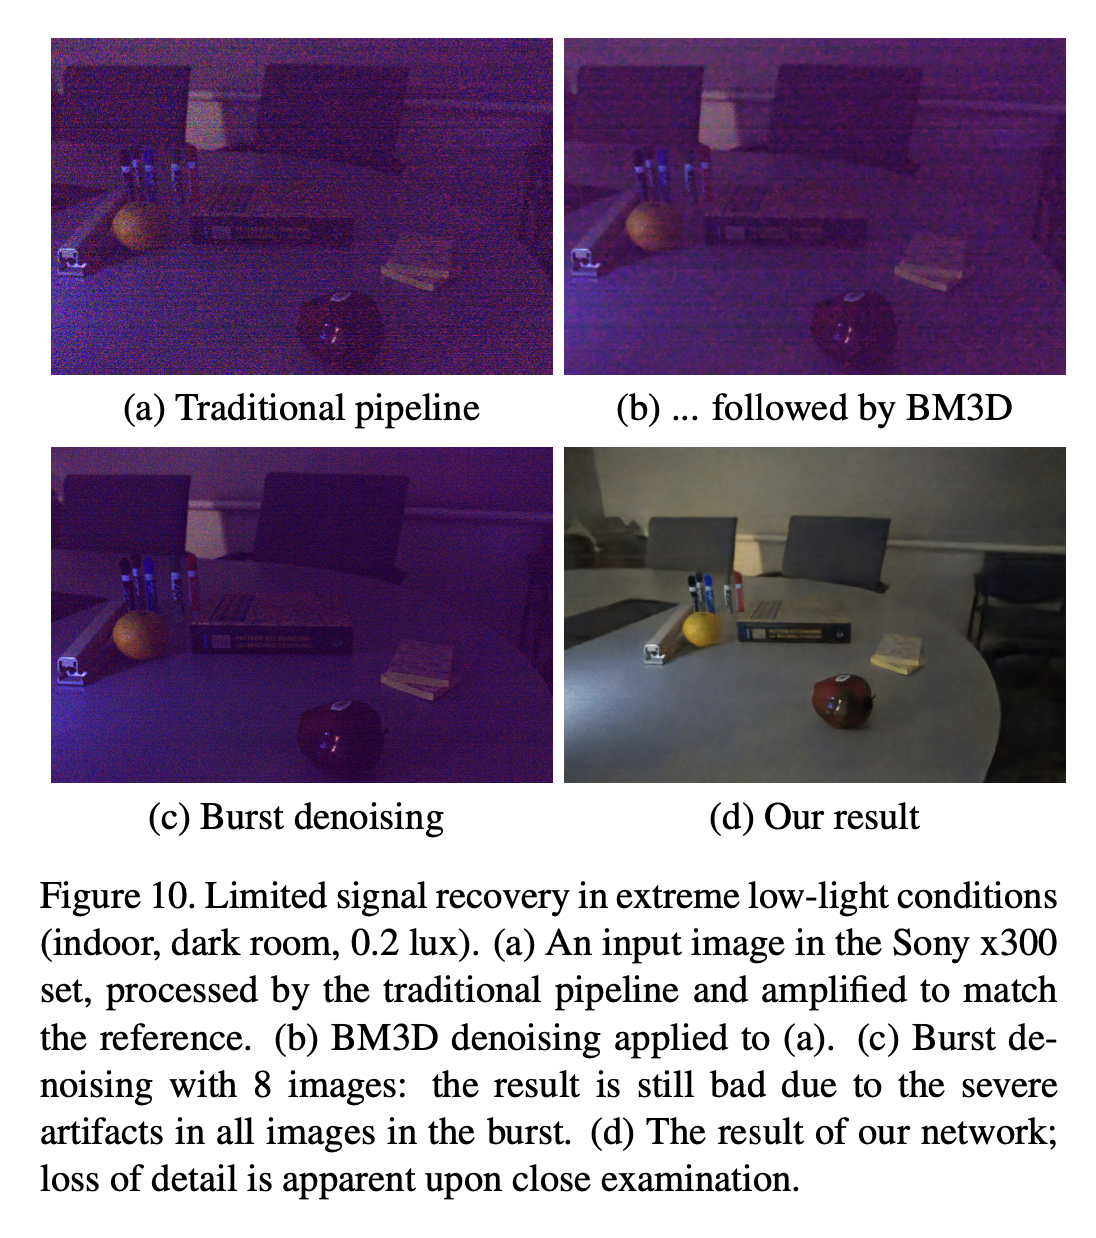 (a) Traditional pipeline
(b) ... followed by BM3D
(c) Burst denoising
(d) Our result
Figure 10. Limited signal recovery in extreme low-light conditions
(indoor, dark room, 0.2 lux). (a) An input image in the Sony x300
set, processed by the traditional pipeline and amplified to match
the reference. (b) BM3D denoising applied to (a). (c) Burst de-
noising with 8 images: the result is still bad due to the severe
artifacts in all images in the burst. (d) The result of our network;
loss of detail is apparent upon close examination.